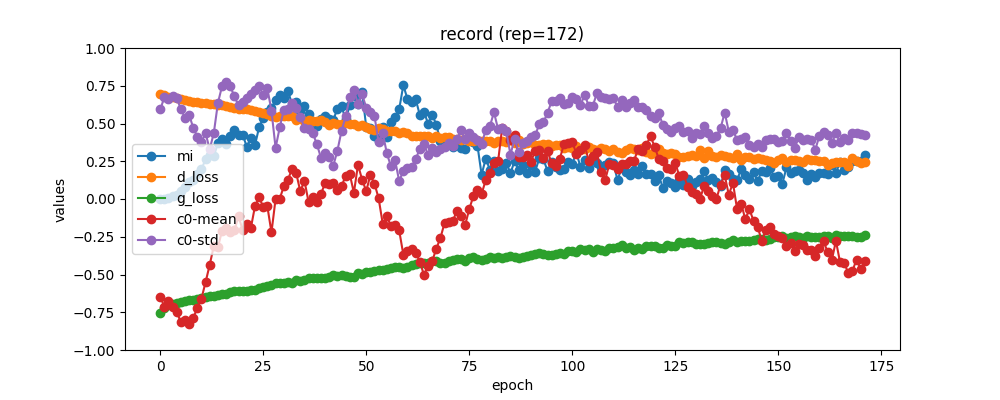 record (rep=172)
1.00
0.75
0.50
0.25
0.00
−0.25
−0.50
−0.75
−1.00
values
mi
d_loss
g_loss
c0-mean
c0-std
0 25 50 75 100 125 150 175
epoch